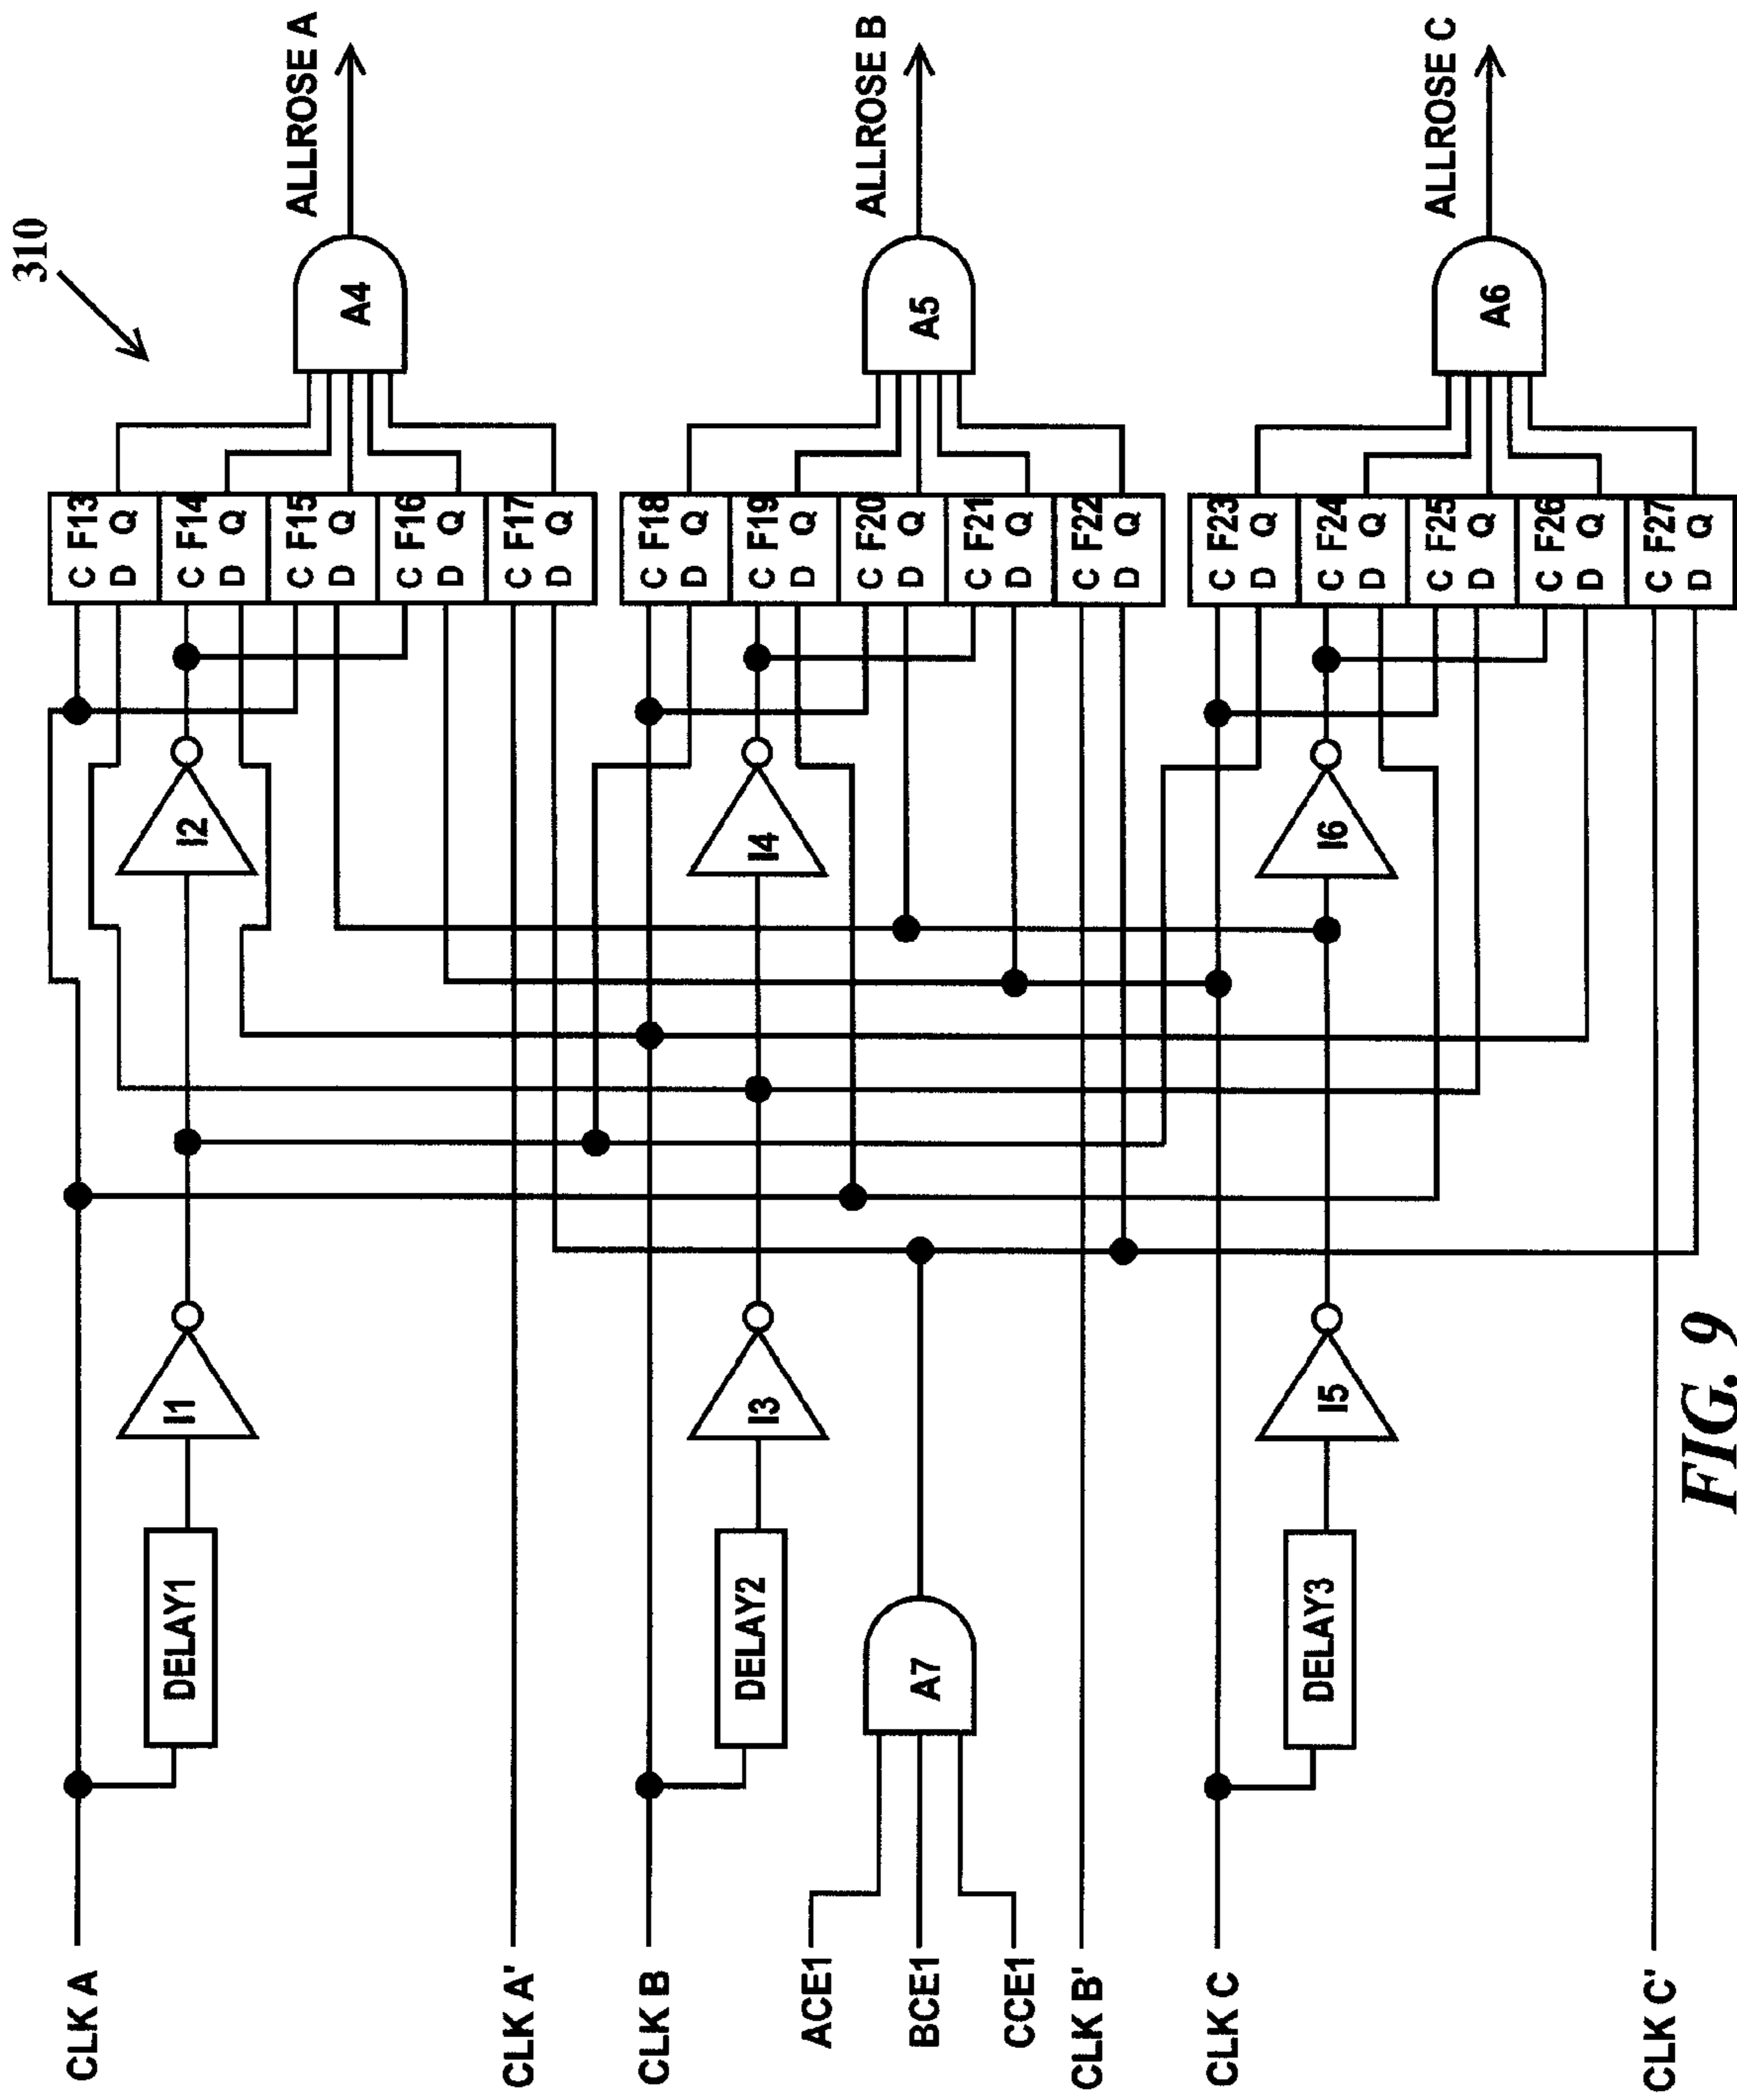 310
CLK A
DELAY1
I1
I2
C F13
D Q
C F14
D Q
C F15
D Q
C F16
D Q
C F17
D Q
A4
ALLROSE A
CLK A'
CLK B
DELAY2
I3
I4
C F18
D Q
C F19
D Q
C F20
D Q
C F21
D Q
C F22
D Q
A5
ALLROSE B
ACE1
BCE1
CCE1
A7
CLK B'
CLK C
DELAY3
I5
I6
C F23
D Q
C F24
D Q
C F25
D Q
C F26
D Q
C F27
D Q
A6
ALLROSE C
CLK C'
FIG. 9